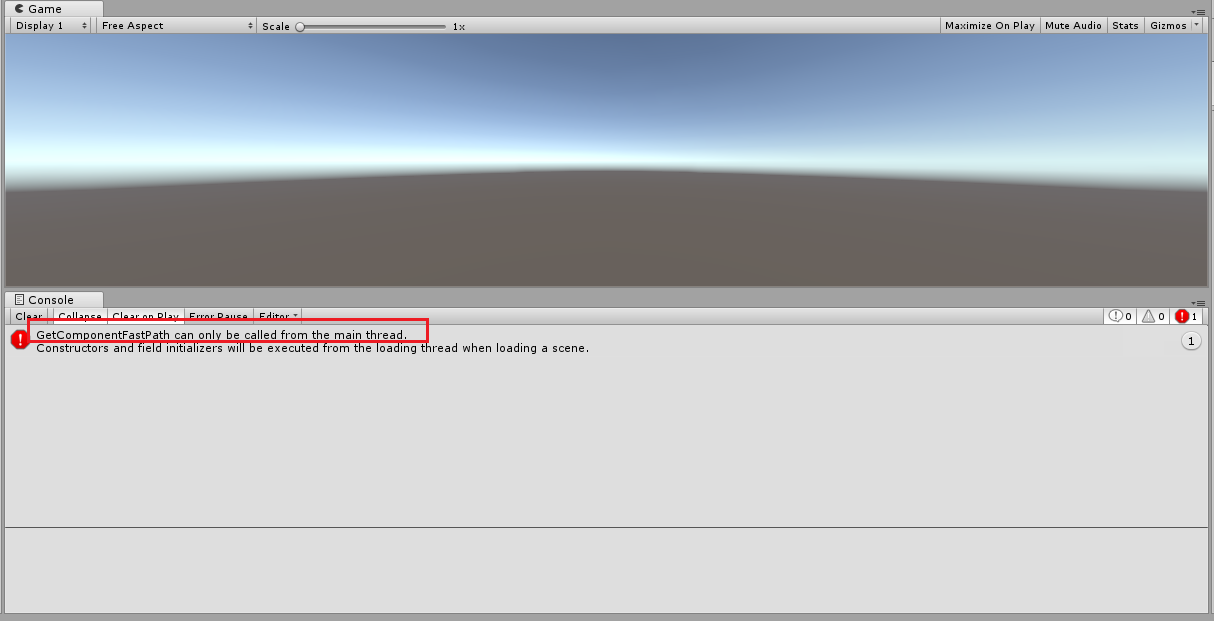 Game
Display 1 Free Aspect Scale 1x Maximize On Play Mute Audio Stats Gizmos
Console
Clear Collapse Clear on Play Error Pause Editor 0 0 1
GetComponentFastPath can only be called from the main thread.
Constructors and field initializers will be executed from the loading thread when loading a scene.
1